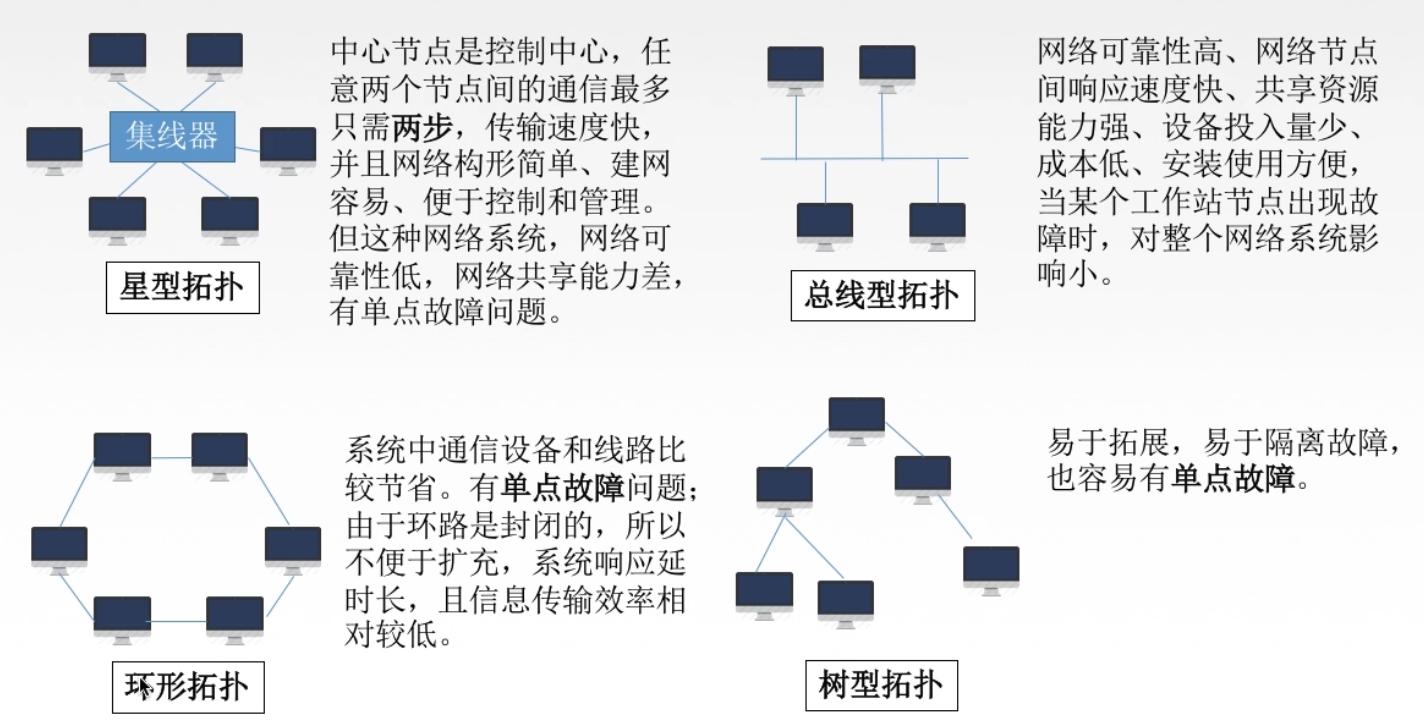 集线器
星型拓扑
中心节点是控制中心，任
意两个节点间的通信最多
只需两步，传输速度快，
并且网络构形简单、建网
容易、便于控制和管理。
但这种网络系统，网络可
靠性低，网络共享能力差，
有单点故障问题。
总线型拓扑
网络可靠性高、网络节点
间响应速度快、共享资源
能力强、设备投入量少、
成本低、安装使用方便，
当某个工作站节点出现故
障时，对整个网络系统影
响小。
环形拓扑
系统中通信设备和线路比
较节省。有单点故障问题；
由于环路是封闭的，所以
不便于扩充，系统响应延
时长，且信息传输效率相
对较低。
树型拓扑
易于拓展，易于隔离故障，
也容易有单点故障。